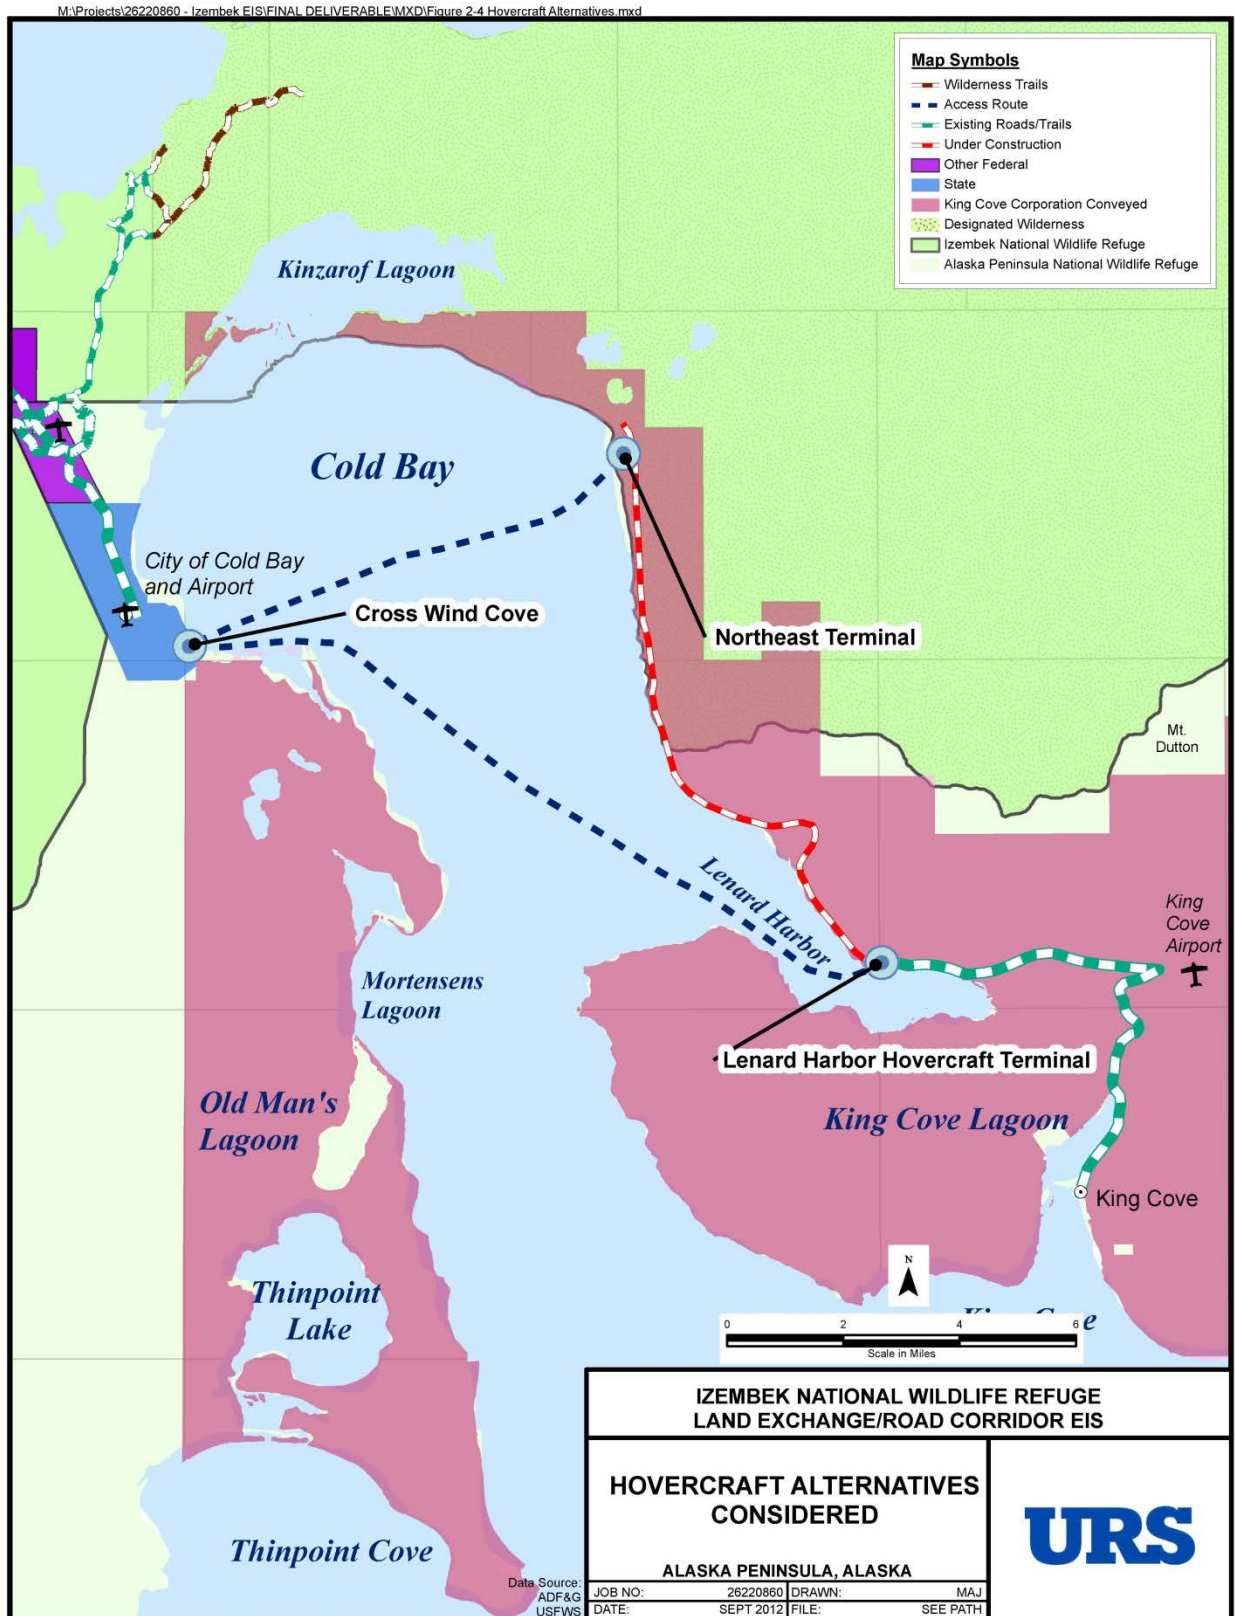 M:\Projects\26220860 - Izembek EIS\FINAL DELIVERABLE\MXD\Figure 2-4 Hovercraft Alternatives.mxd
Map Symbols
Wilderness Trails
Access Route
Existing Roads/Trails
Under Construction
Other Federal
State
King Cove Corporation Conveyed
Designated Wilderness
Izembek National Wildlife Refuge
Alaska Peninsula National Wildlife Refuge
Kinzarof Lagoon
Cold Bay
City of Cold Bay
and Airport
Cross Wind Cove
Northeast Terminal
Mt.
Dutton
Lenard Harbor
King
Cove
Airport
Mortensens
Lagoon
Lenard Harbor Hovercraft Terminal
Old Man's
Lagoon
King Cove Lagoon
King Cove
Thinpoint
Lake
N
King Cove
0 2 4 6
Scale in Miles
IZEMBEK NATIONAL WILDLIFE REFUGE
LAND EXCHANGE/ROAD CORRIDOR EIS
HOVERCRAFT ALTERNATIVES
CONSIDERED
URS
Thinpoint Cove
ALASKA PENINSULA, ALASKA
Data Source:
ADF&G
USFWS
JOB NO: 26220860 DRAWN: MAJ
DATE: SEPT 2012 FILE: SEE PATH